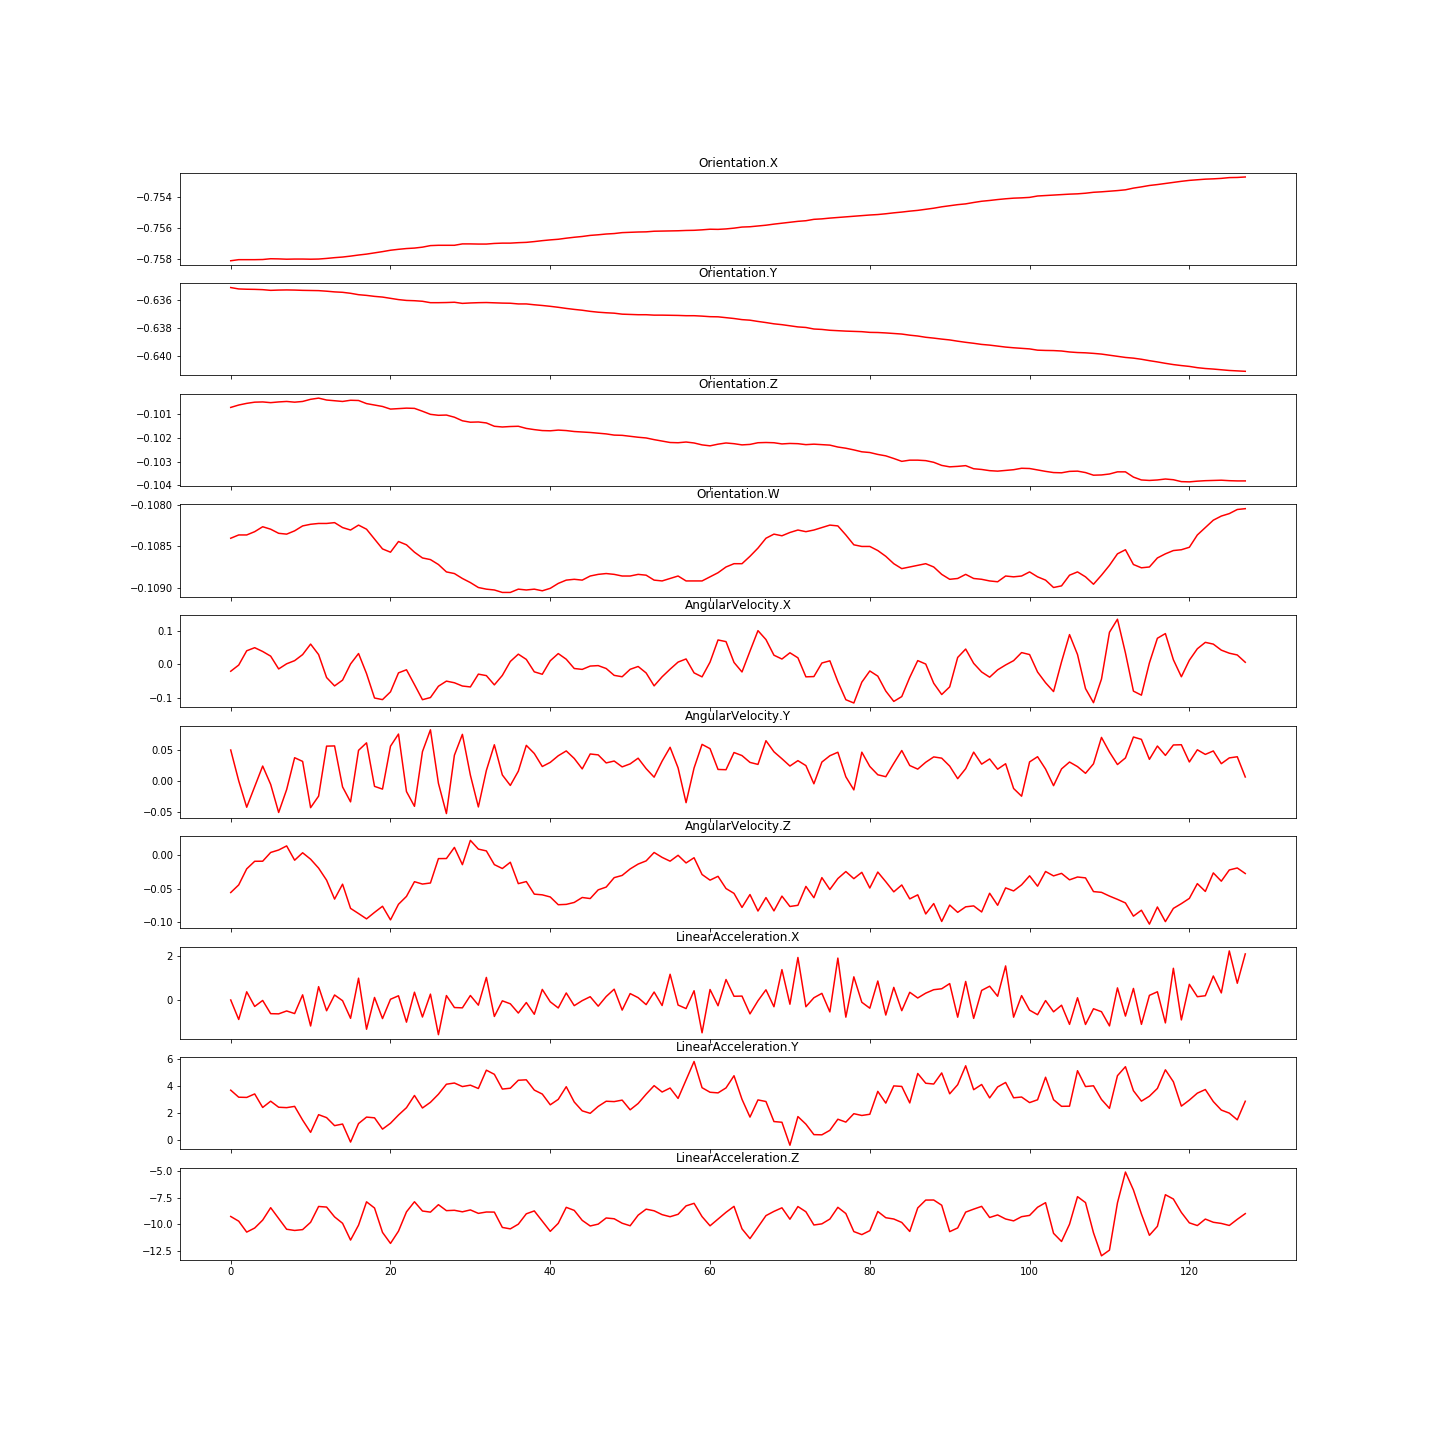 Orientation.X
−0.754
−0.756
−0.758
Orientation.Y
−0.636
−0.638
−0.640
Orientation.Z
−0.101
−0.102
−0.103
−0.104
Orientation.W
−0.1080
−0.1085
−0.1090
AngularVelocity.X
0.1
0.0
−0.1
AngularVelocity.Y
0.05
0.00
−0.05
AngularVelocity.Z
0.00
−0.05
−0.10
LinearAcceleration.X
2
0
LinearAcceleration.Y
6
4
2
0
LinearAcceleration.Z
−5.0
−7.5
−10.0
−12.5
0 20 40 60 80 100 120